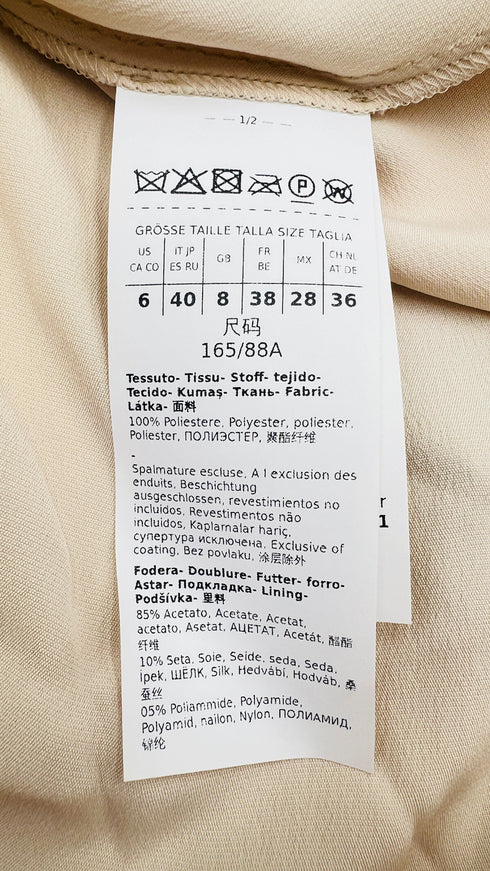 1/2
P W
GRÖSSE TAILLE TALLA SIZE TAGLIA
US CA CO IT JP ES RU GB FR BE MX CH NL AT DE
6 40 8 38 28 36
尺码
165/88A
Tessuto- Tissu- Stoff- tejido-
Tecido- Kumaş- Ткань- Fabric-
Látka- 面料
100% Poliestere, Polyester, poliester,
Poliester, ПОЛИЭСТЕР, 聚酯纤维
-
Spalmature escluse, A l exclusion des
enduits, Beschichtung
ausgeschlossen, revestimientos no
incluidos, Revestimentos não
incluidos, Kaplamalar hariç,
супертура исключена, Exclusive of
coating, Bez povlaku, 涂层除外
Fodera- Doublure- Futter- forro-
Astar- Подкладка- Lining-
Podšívka- 里料
85% Acetato, Acetate, Acetat,
acetato, Asetat, АЦЕТАТ, Acetát, 醋酯
纤维
10% Seta, Soie, Seide, seda, Seda,
İpek, ШЁЛК, Silk, Hedvábí, Hodváb, 桑
蚕丝
05% Poliammide, Polyamide,
Polyamid, nailon, Nylon, ПОЛИАМИД,
锦纶
r
1